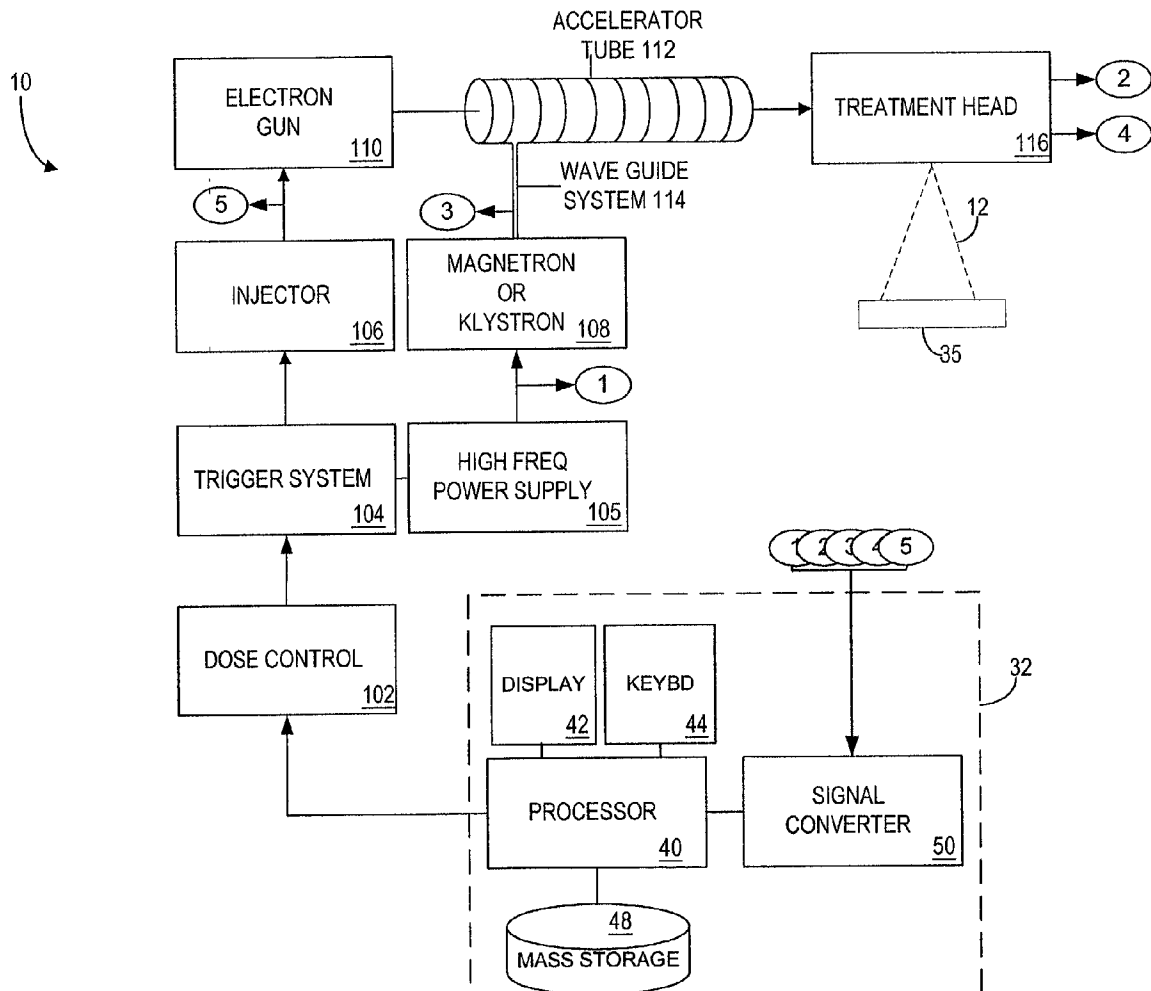 10
ELECTRON
GUN
110
ACCELERATOR
TUBE 112
TREATMENT HEAD
116
2
4
5
3
WAVE GUIDE
SYSTEM 114
12
INJECTOR
106
MAGNETRON
OR
KLYSTRON
108
35
1
TRIGGER SYSTEM
104
HIGH FREQ
POWER SUPPLY
105
1 2 3 4 5
DOSE CONTROL
102
DISPLAY
42
KEYBD
44
32
PROCESSOR
40
SIGNAL
CONVERTER
50
48
MASS STORAGE